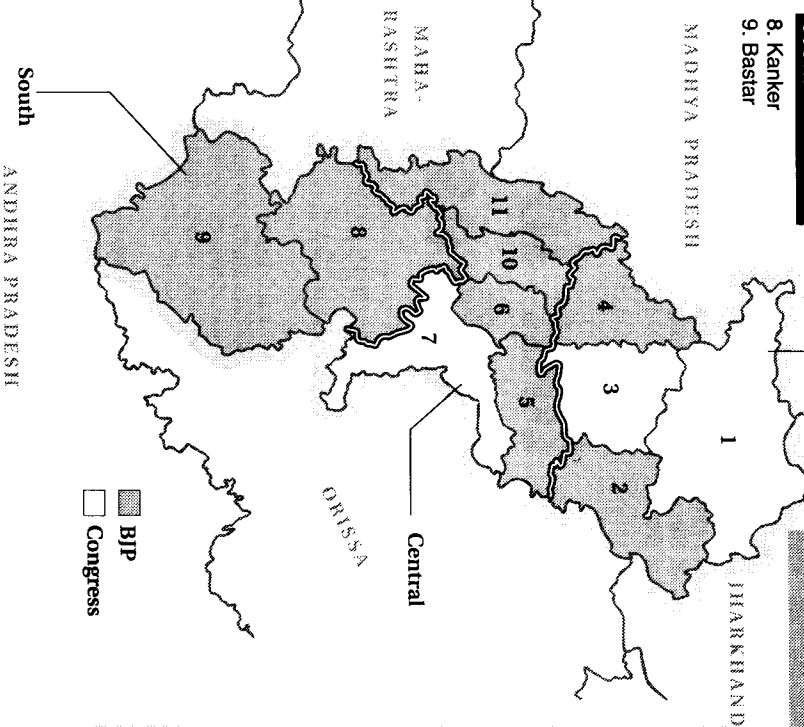 8. Kanker
9. Bastar
MADHYA PRADESH
MAHA-
RASHTRA
JHARKHAND
ORISSA
ANDHRA PRADESH
1
2
3
4
5
6
7
8
9
10
11
South
Central
BJP
Congress